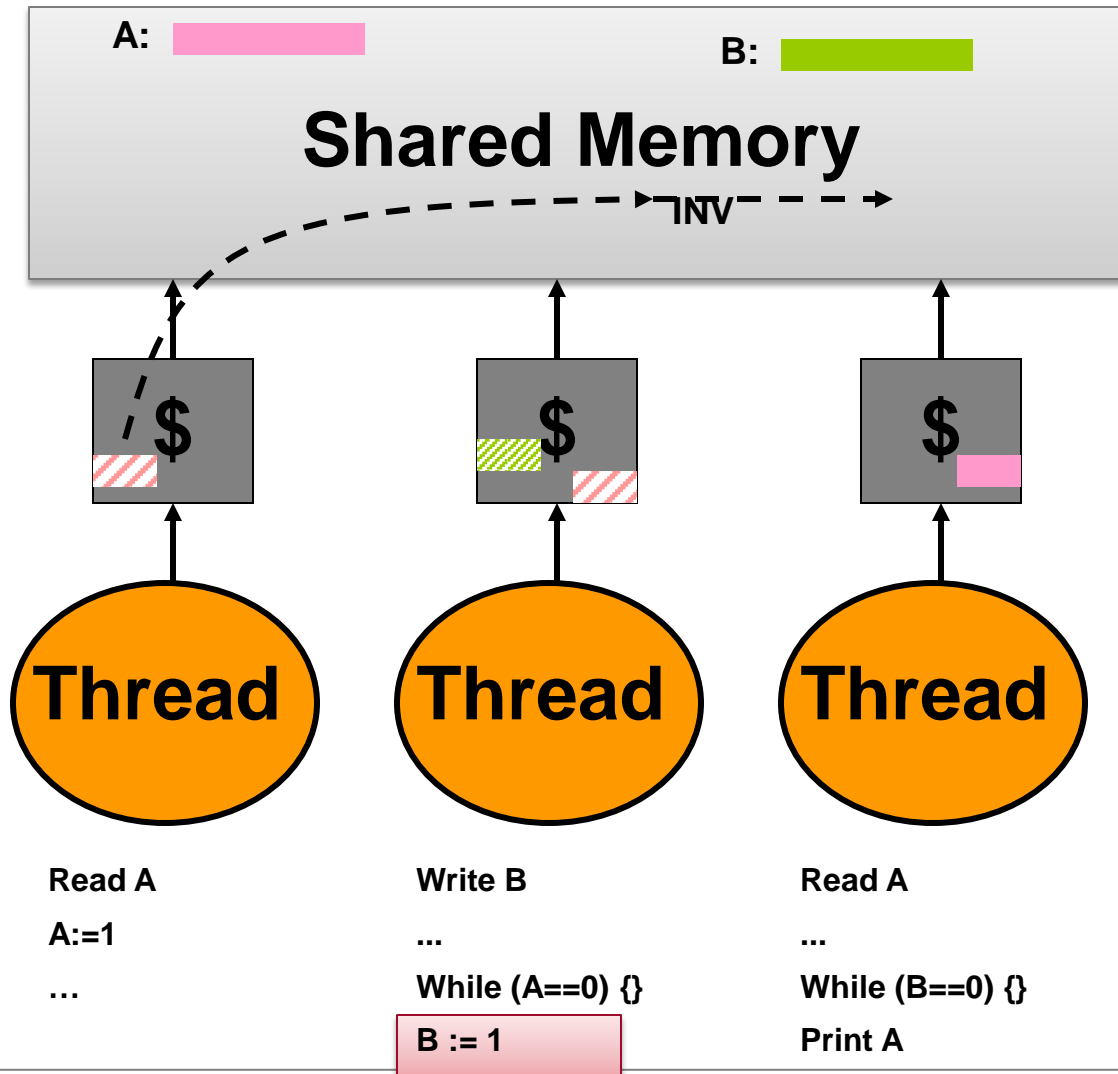 A:
B:
Shared Memory
INV
$
$
$
Thread
Thread
Thread
Read A
A:=1
…
Write B
...
While (A==0) {}
B := 1
Read A
...
While (B==0) {}
Print A